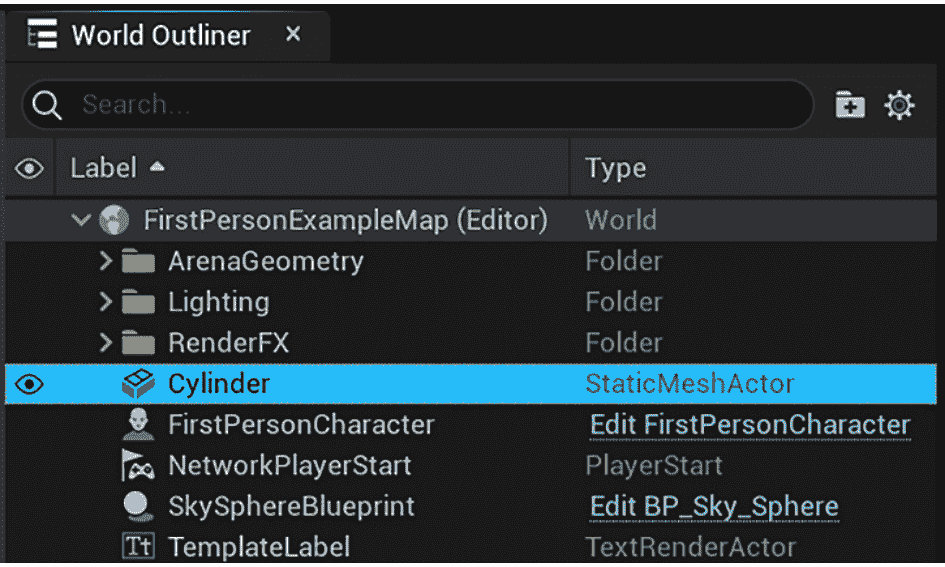 World Outliner
Search...
Label Type
FirstPersonExampleMap (Editor) World
ArenaGeometry Folder
Lighting Folder
RenderFX Folder
Cylinder StaticMeshActor
FirstPersonCharacter Edit FirstPersonCharacter
NetworkPlayerStart PlayerStart
SkySphereBlueprint Edit BP_Sky_Sphere
Tt TemplateLabel TextRenderActor